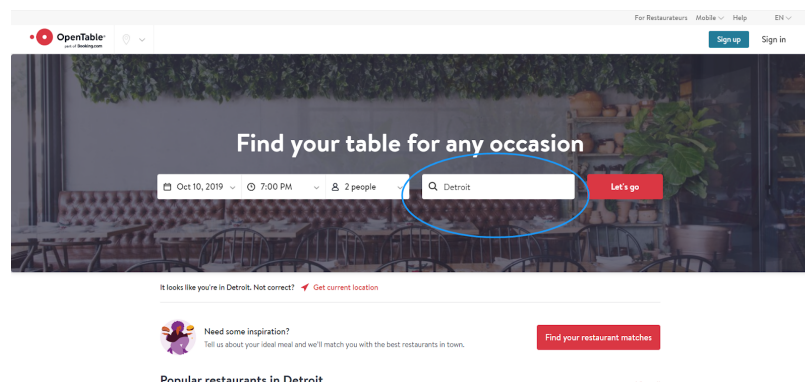 For Restaurateurs Mobile Help EN
OpenTable
part of Booking.com
Sign up Sign in
Find your table for any occasion
Oct 10, 2019 7:00 PM 2 people Detroit Let's go
It looks like you're in Detroit. Not correct? Get current location
Need some inspiration?
Tell us about your ideal meal and we'll match you with the best restaurants in town.
Find your restaurant matches
Popular restaurants in Detroit